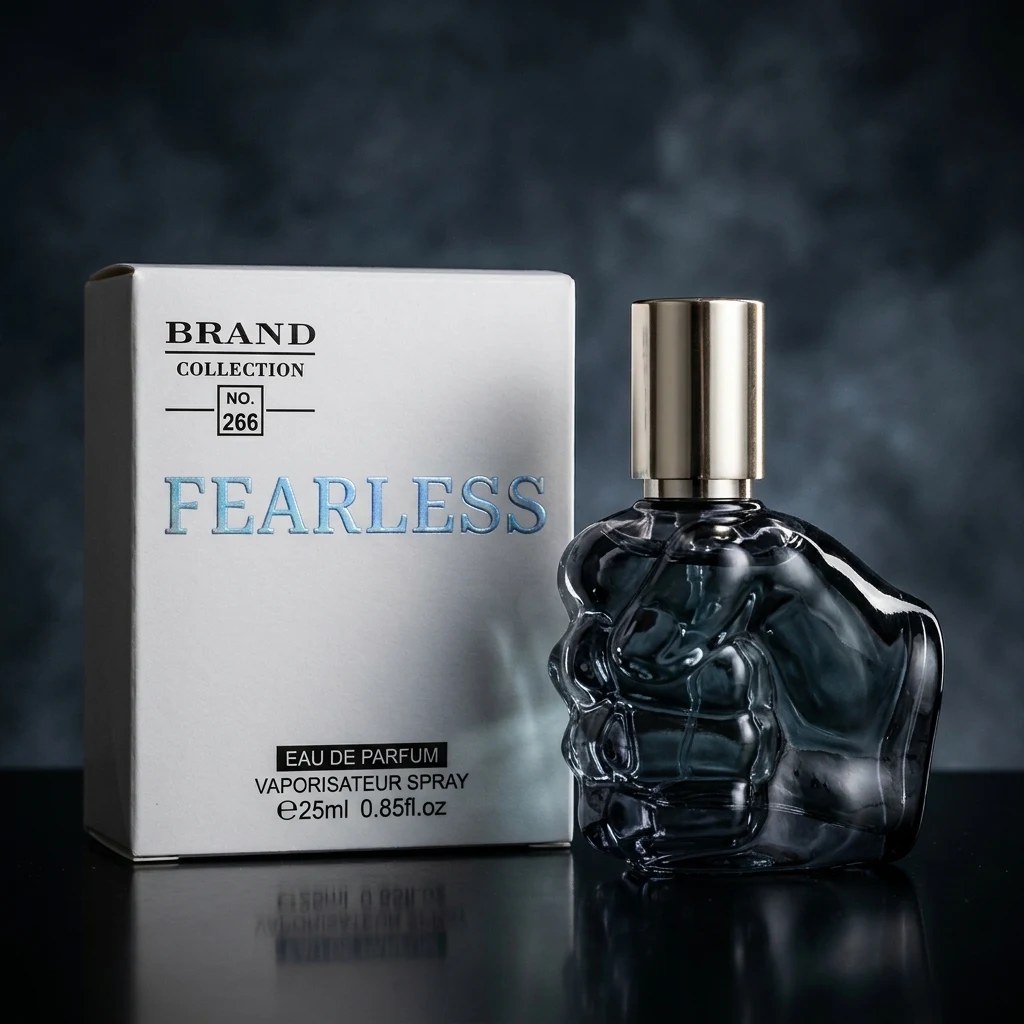 BRAND
COLLECTION
NO.
266
FEARLESS
EAU DE PARFUM
VAPORISATEUR SPRAY
℮25ml 0.85fl.oz